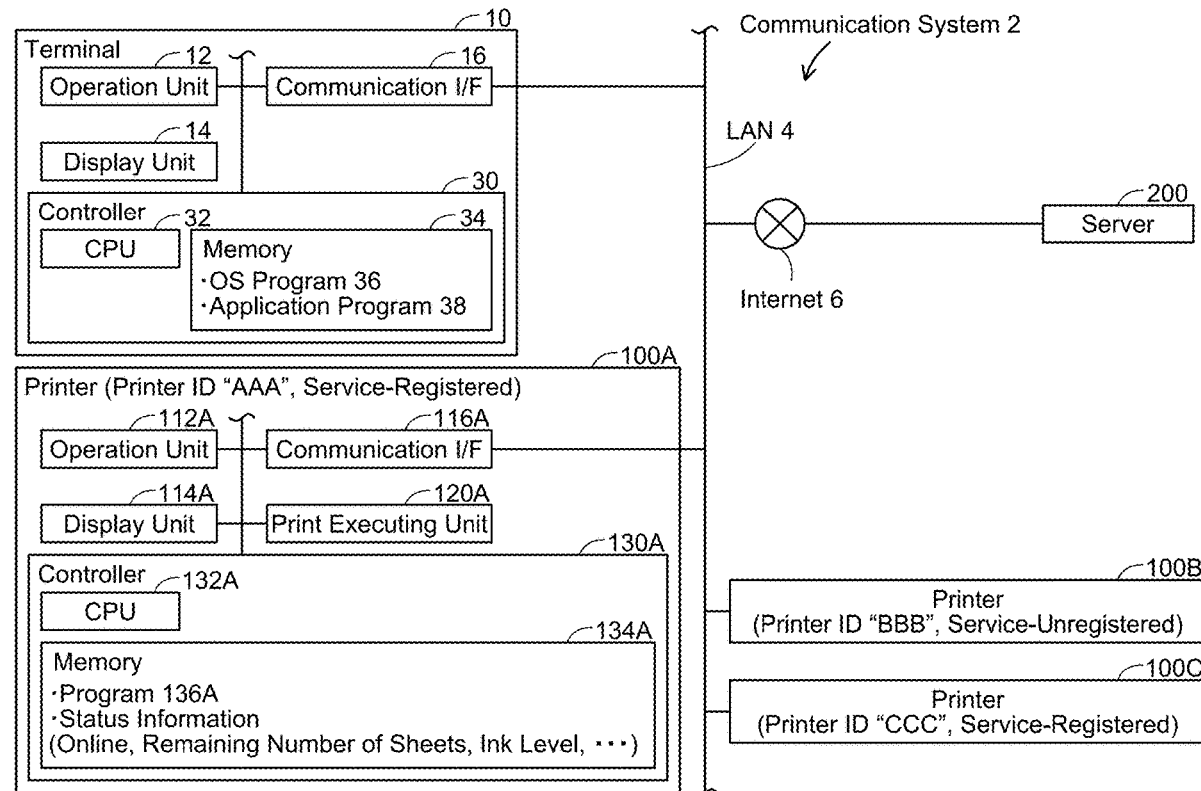 10
Terminal
12
Operation Unit
16
Communication I/F
14
Display Unit
30
Controller
32
CPU
34
Memory
·OS Program 36
·Application Program 38
Communication System 2
LAN 4
200
Server
Internet 6
100A
Printer (Printer ID “AAA”, Service-Registered)
112A
Operation Unit
116A
Communication I/F
114A
Display Unit
120A
Print Executing Unit
130A
Controller
132A
CPU
134A
Memory
·Program 136A
·Status Information
(Online, Remaining Number of Sheets, Ink Level, ···)
100B
Printer
(Printer ID “BBB”, Service-Unregistered)
100C
Printer
(Printer ID “CCC”, Service-Registered)